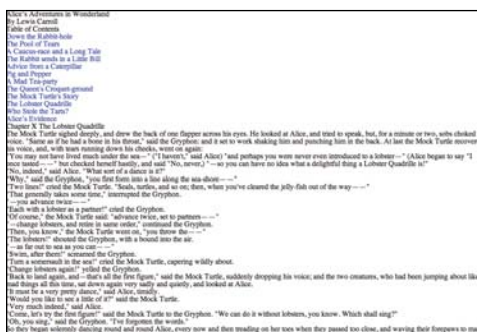 Alice's Adventures in Wonderland
By Lewis Carroll
Table of Contents
Down the Rabbit-hole
The Pool of Tears
A Caucus-race and a Long Tale
The Rabbit sends in a Little Bill
Advice from a Caterpillar
Pig and Pepper
A Mad Tea-party
The Queen's Croquet-ground
The Mock Turtle's Story
The Lobster Quadrille
Who Stole the Tarts?
Alice's Evidence
Chapter X The Lobster Quadrille
The Mock Turtle sighed deeply, and drew the back of one flapper across his eyes. He looked at Alice, and tried to speak, but, for a minute or two, sobs choked
voice. "Same as if he had a bone in his throat," said the Gryphon: and it set to work shaking him and punching him in the back. At last the Mock Turtle recover
his voice, and, with tears running down his cheeks, went on again:
"You may not have lived much under the sea— " ("I haven't," said Alice) "and perhaps you were never even introduced to a lobster— " (Alice began to say "I
once tasted— —" but checked herself hastily, and said "No, never,) " —so you can have no idea what a delightful thing a Lobster Quadrille is!"
"No, indeed," said Alice. "What sort of a dance is it?"
"Why," said the Gryphon, "you first form into a line along the sea-shore— —"
"Two lines!" cried the Mock Turtle. "Seals, turtles, and so on; then, when you've cleared the jelly-fish out of the way— —"
"That generally takes some time," interrupted the Gryphon.
"—you advance twice— —"
"Each with a lobster as a partner!" cried the Gryphon.
"Of course," the Mock Turtle said: "advance twice, set to partners— —"
"—change lobsters, and retire in same order," continued the Gryphon.
"Then, you know," the Mock Turtle went on, "you throw the— —"
"The lobsters!" shouted the Gryphon, with a bound into the air.
"—as far out to sea as you can— —"
"Swim after them!" screamed the Gryphon.
"Turn a somersault in the sea!" cried the Mock Turtle, capering wildly about.
"Change lobsters again!" yelled the Gryphon.
"Back to land again, and—that's all the first figure," said the Mock Turtle, suddenly dropping his voice; and the two creatures, who had been jumping about like
mad things all this time, sat down again very sadly and quietly, and looked at Alice.
"It must be a very pretty dance," said Alice, timidly.
"Would you like to see a little of it?" said the Mock Turtle.
"Very much indeed," said Alice.
"Come, let's try the first figure!" said the Mock Turtle to the Gryphon. "We can do it without lobsters, you know. Which shall sing?"
"Oh, you sing," said the Gryphon. "I've forgotten the words."
So they began solemnly dancing round and round Alice, every now and then treading on her toes when they passed too close, and waving their forepaws to ma